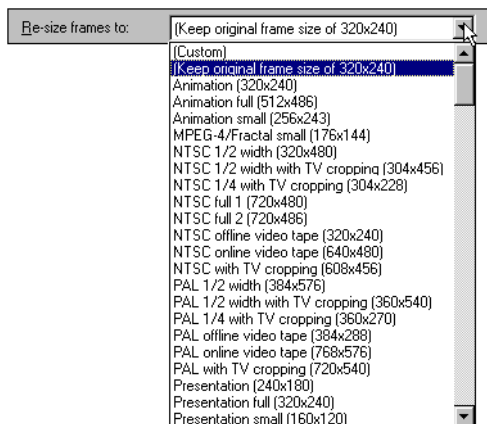 Re-size frames to: (Keep original frame size of 320x240)
(Custom)
(Keep original frame size of 320x240)
Animation (320x240)
Animation full (512x486)
Animation small (256x243)
MPEG-4/Fractal small (176x144)
NTSC 1/2 width (320x480)
NTSC 1/2 width with TV cropping (304x456)
NTSC 1/4 with TV cropping (304x228)
NTSC full 1 (720x480)
NTSC full 2 (720x486)
NTSC offline video tape (320x240)
NTSC online video tape (640x480)
NTSC with TV cropping (608x456)
PAL 1/2 width (384x576)
PAL 1/2 width with TV cropping (360x540)
PAL 1/4 with TV cropping (360x270)
PAL offline video tape (384x288)
PAL online video tape (768x576)
PAL with TV cropping (720x540)
Presentation (240x180)
Presentation full (320x240)
Presentation small (160x120)